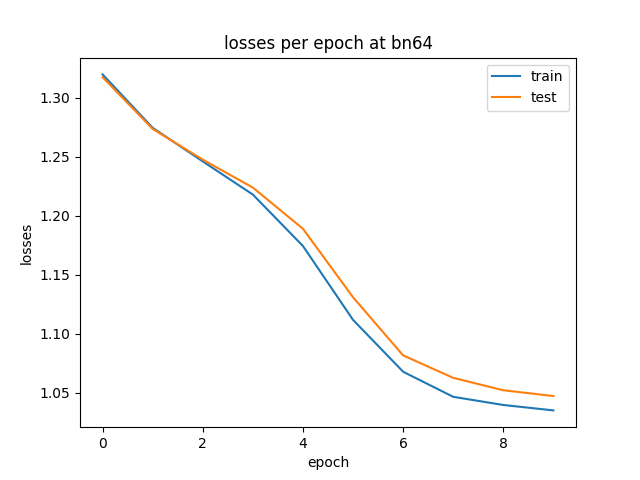 losses per epoch at bn64
train
test
1.30
1.25
1.20
1.15
1.10
1.05
losses
0 2 4 6 8
epoch